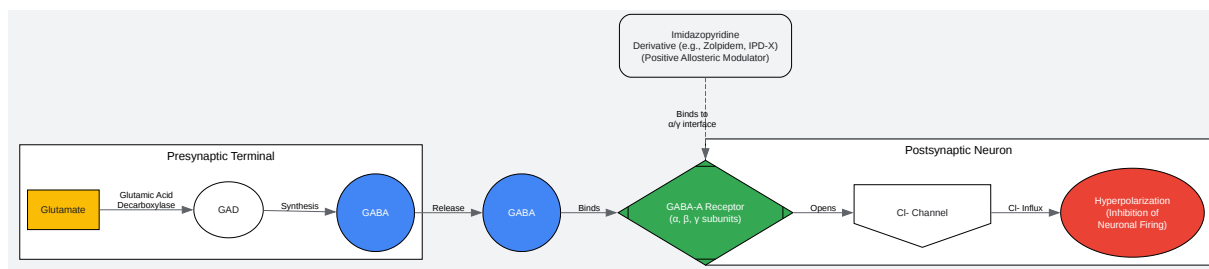 Imidazopyridine
Derivative (e.g., Zolpidem, IPD-X)
(Positive Allosteric Modulator)
Binds to
α/γ interface
Presynaptic Terminal
Postsynaptic Neuron
Glutamate
Glutamic Acid
Decarboxylase
GAD
Synthesis
GABA
Release
GABA
Binds
GABA-A Receptor
(α, β, γ subunits)
Opens
Cl- Channel
Cl- Influx
Hyperpolarization
(Inhibition of
Neuronal Firing)